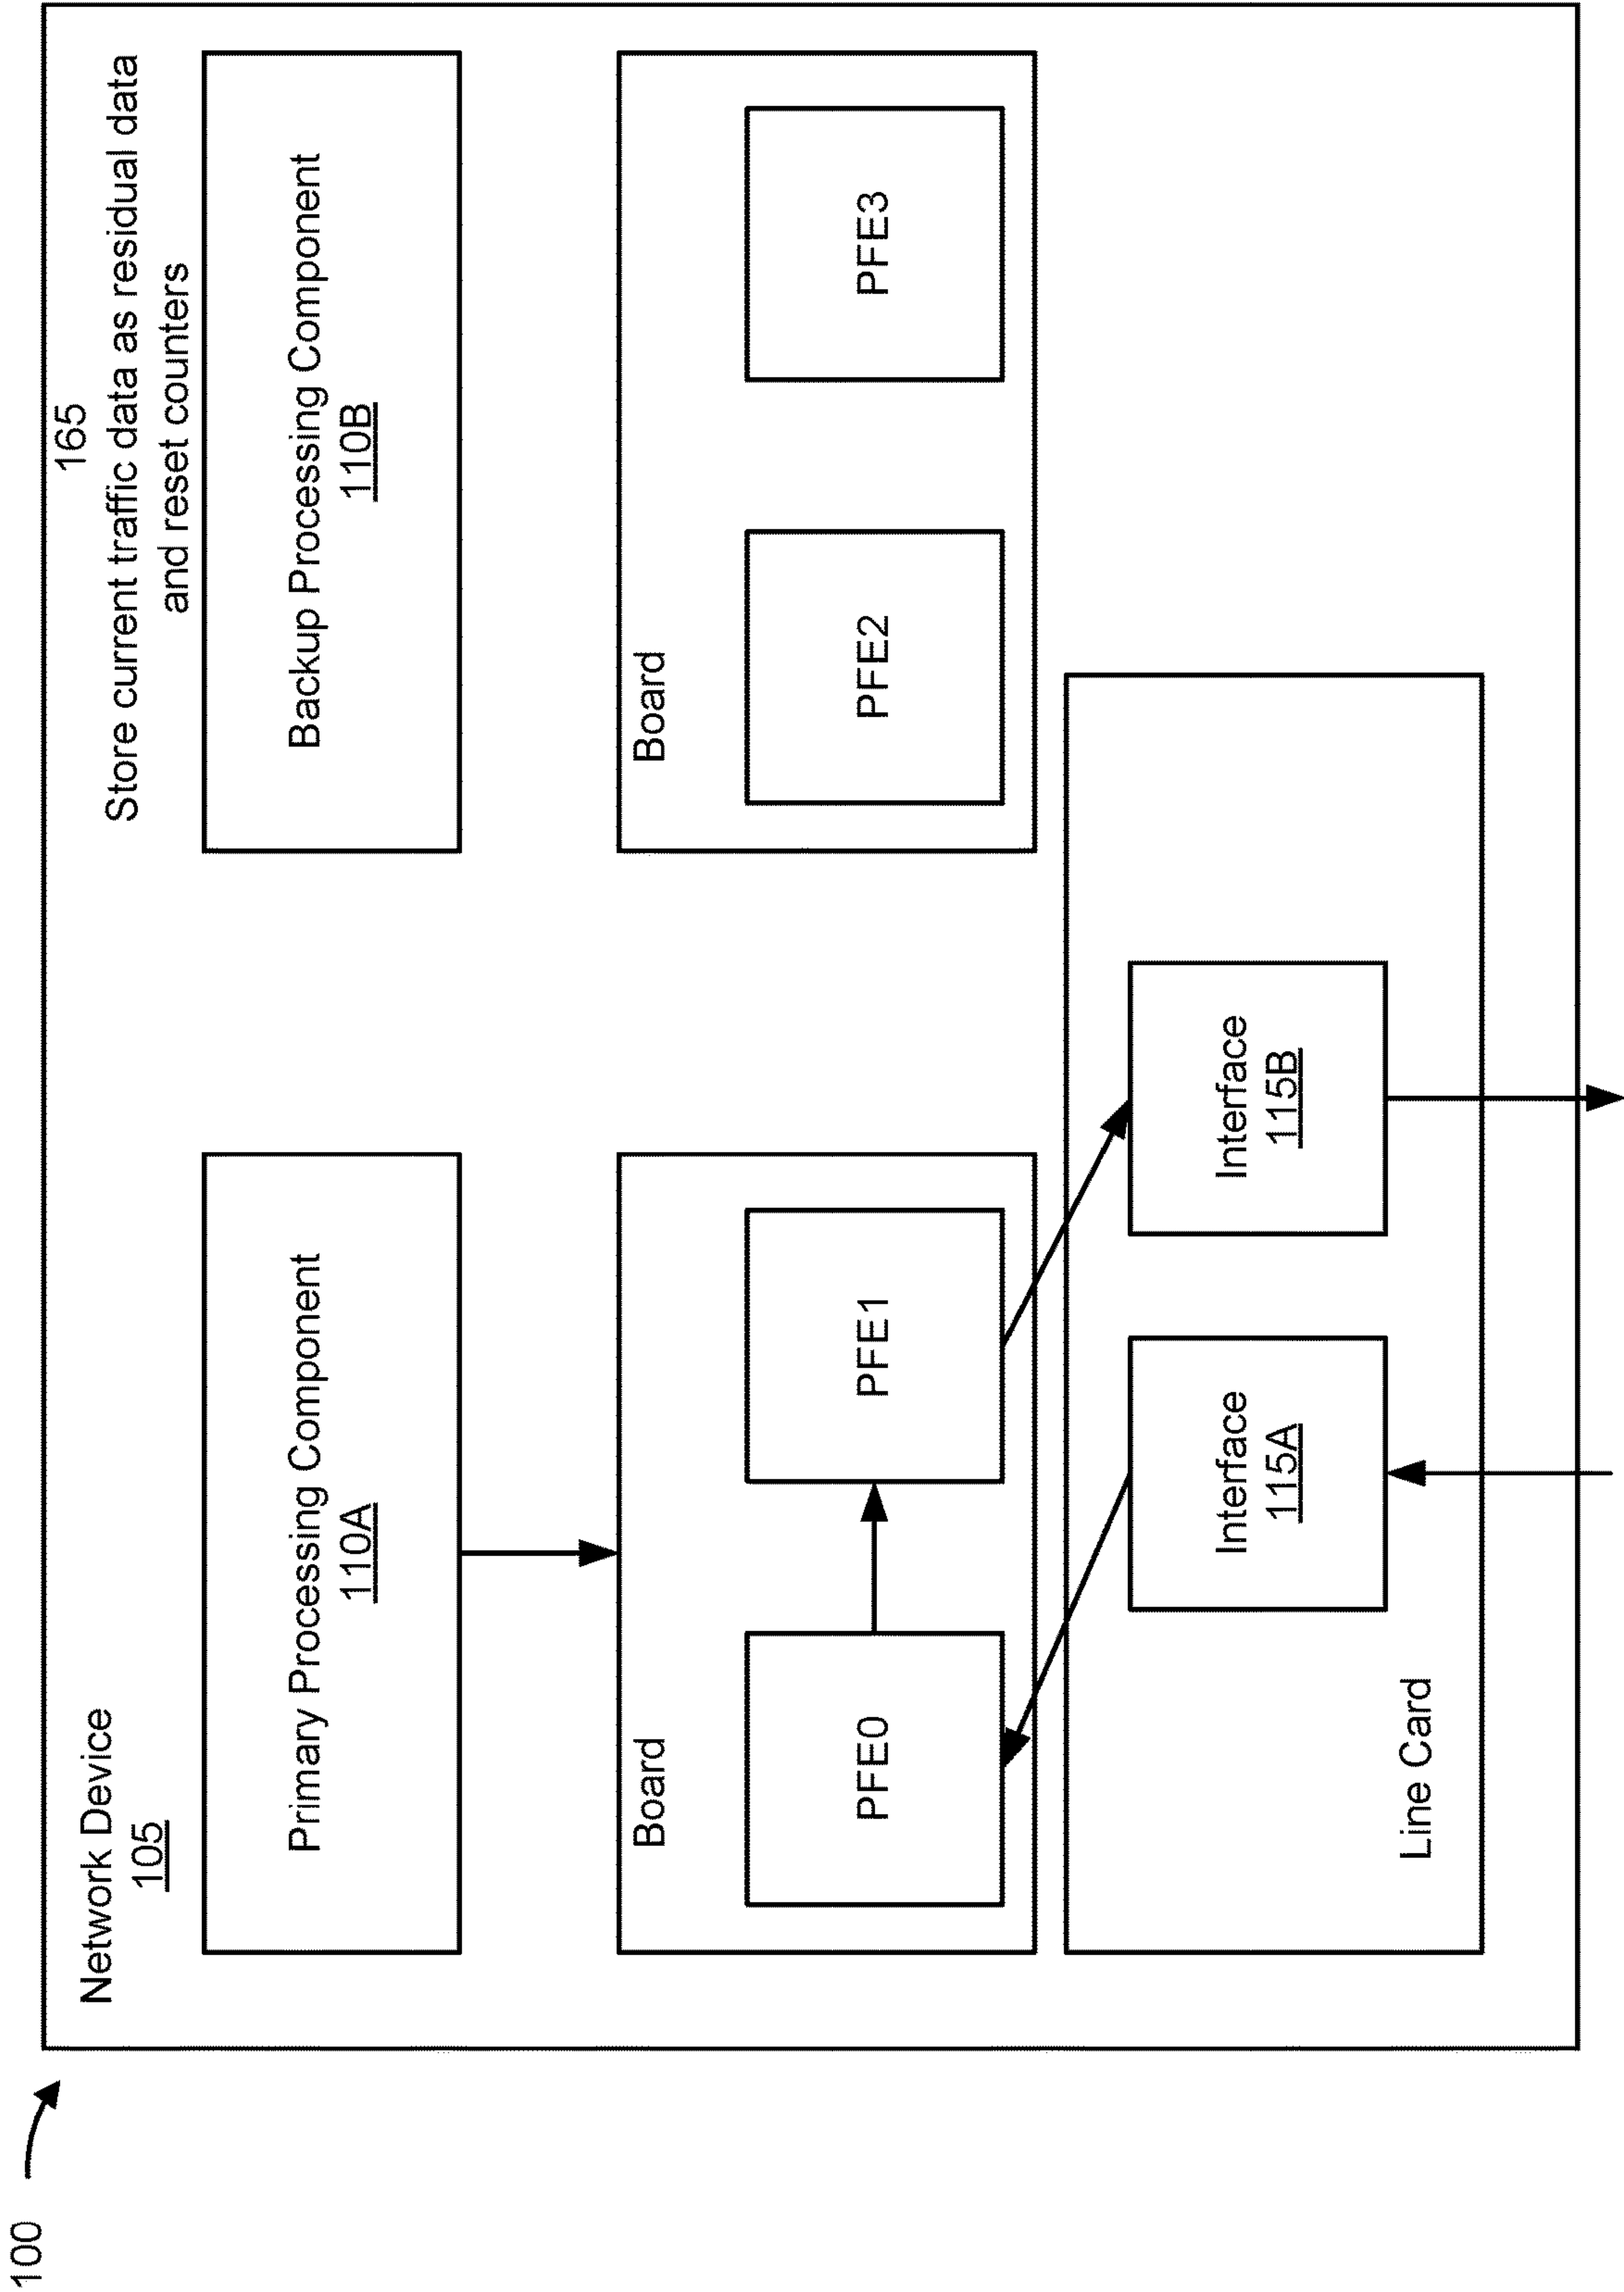 100
Network Device
105
165
Store current traffic data as residual data
and reset counters
Primary Processing Component
110A
Backup Processing Component
110B
Board
PFE0
PFE1
Board
PFE2
PFE3
Interface
115A
Interface
115B
Line Card